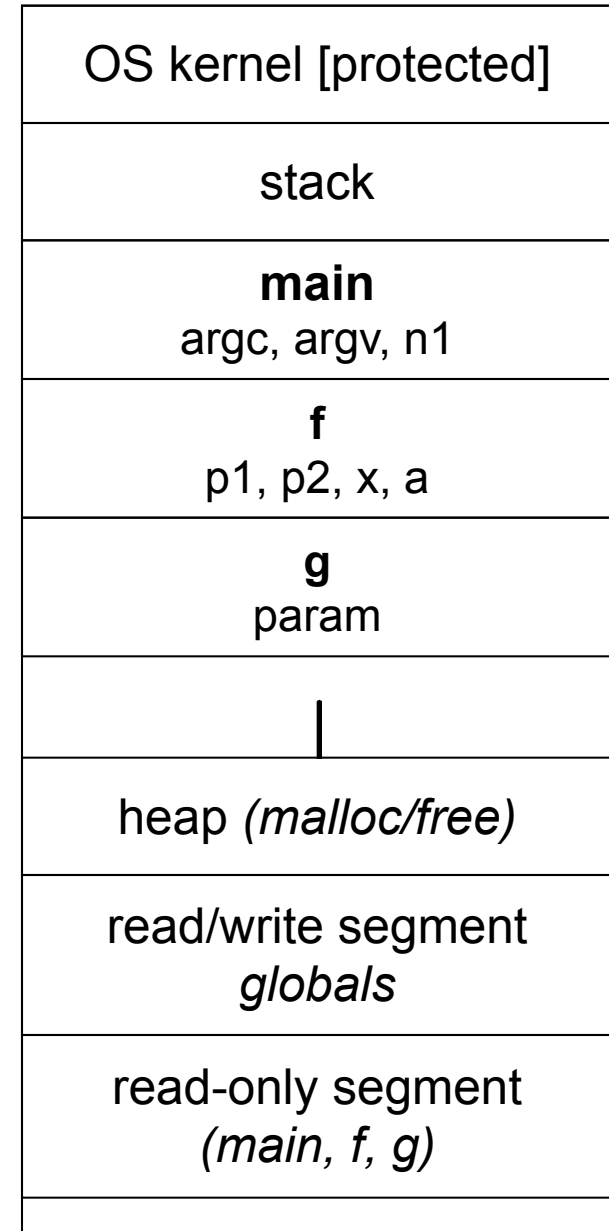 OS kernel [protected]
stack
main
argc, argv, n1
f
p1, p2, x, a
g
param
heap (malloc/free)
read/write segment
globals
read-only segment
(main, f, g)